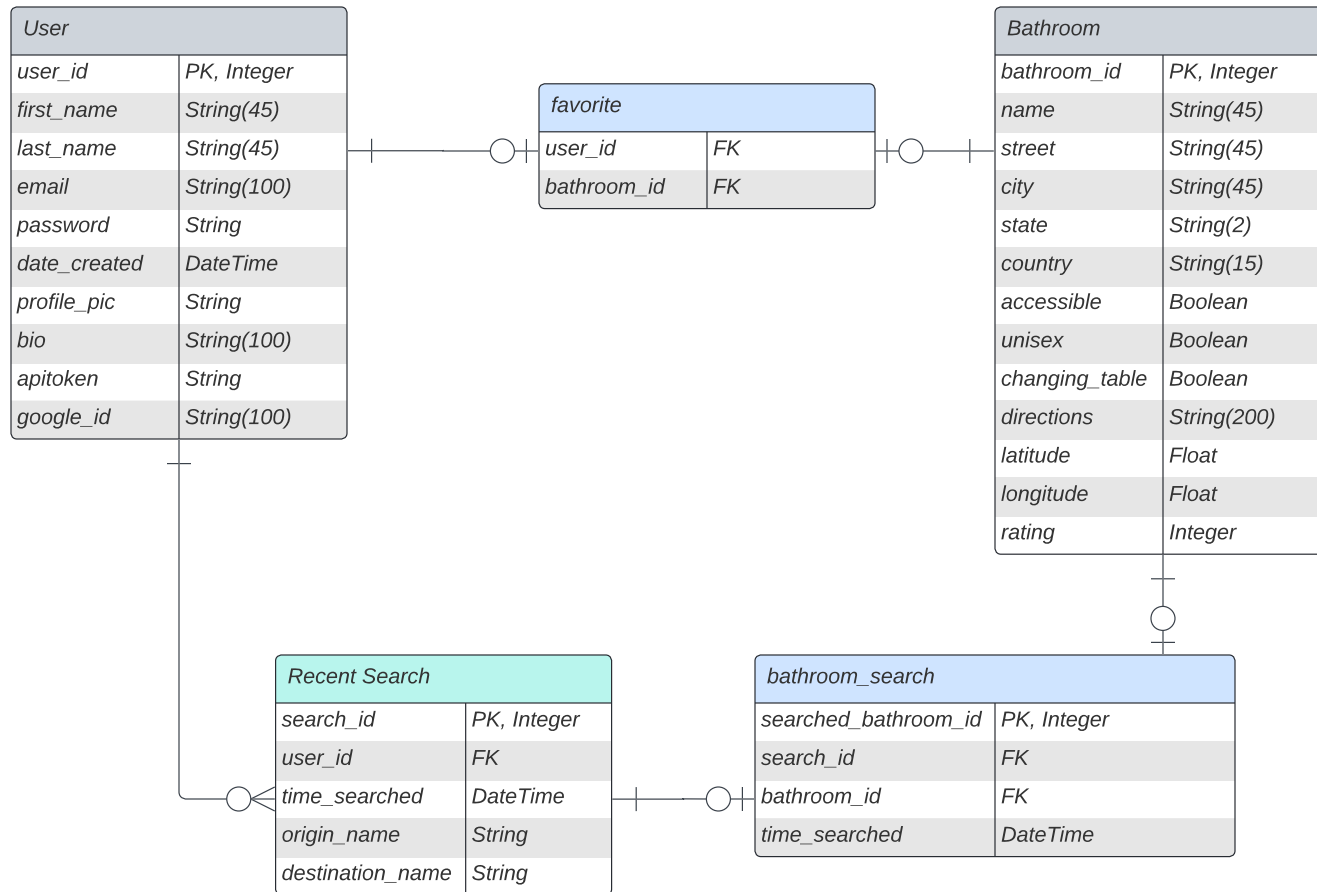 User
user_id PK, Integer
first_name String(45)
last_name String(45)
email String(100)
password String
date_created DateTime
profile_pic String
bio String(100)
apitoken String
google_id String(100)
favorite
user_id FK
bathroom_id FK
Bathroom
bathroom_id PK, Integer
name String(45)
street String(45)
city String(45)
state String(2)
country String(15)
accessible Boolean
unisex Boolean
changing_table Boolean
directions String(200)
latitude Float
longitude Float
rating Integer
Recent Search
search_id PK, Integer
user_id FK
time_searched DateTime
origin_name String
destination_name String
bathroom_search
searched_bathroom_id PK, Integer
search_id FK
bathroom_id FK
time_searched DateTime